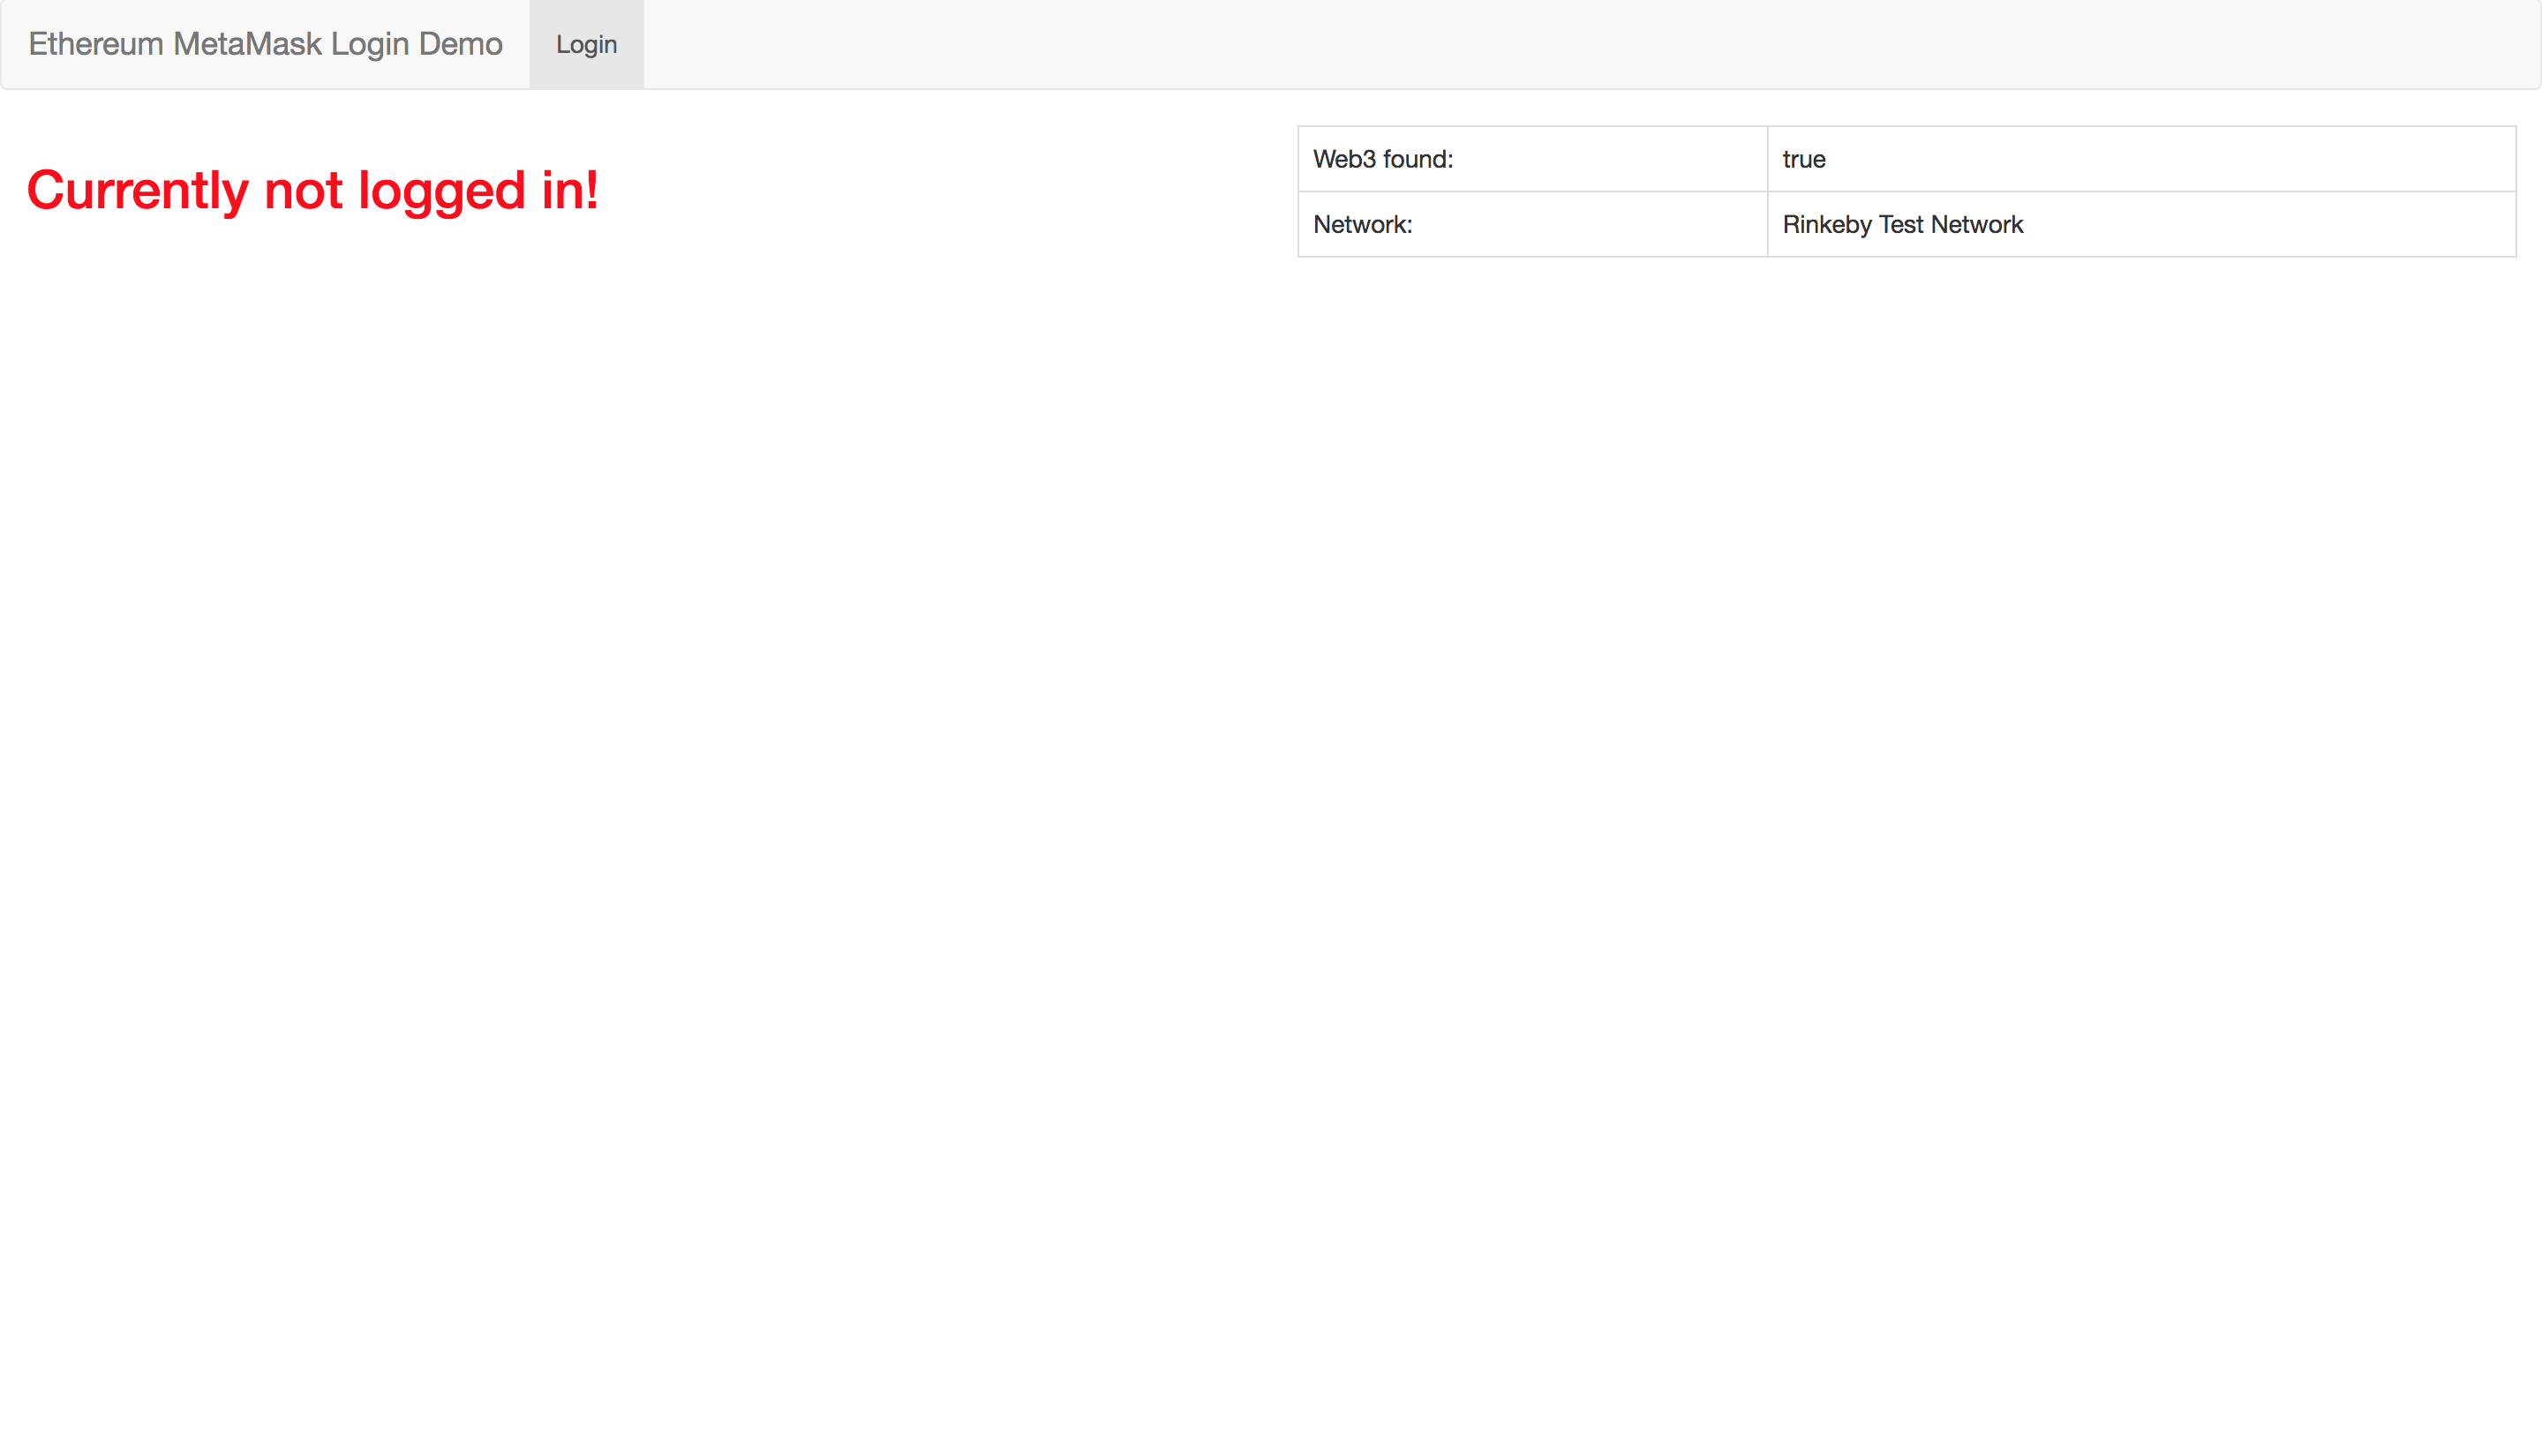 Ethereum MetaMask Login Demo Login
Currently not logged in!
Web3 found: true
Network: Rinkeby Test Network